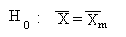 H₀ : X̅ = X̅ₘ